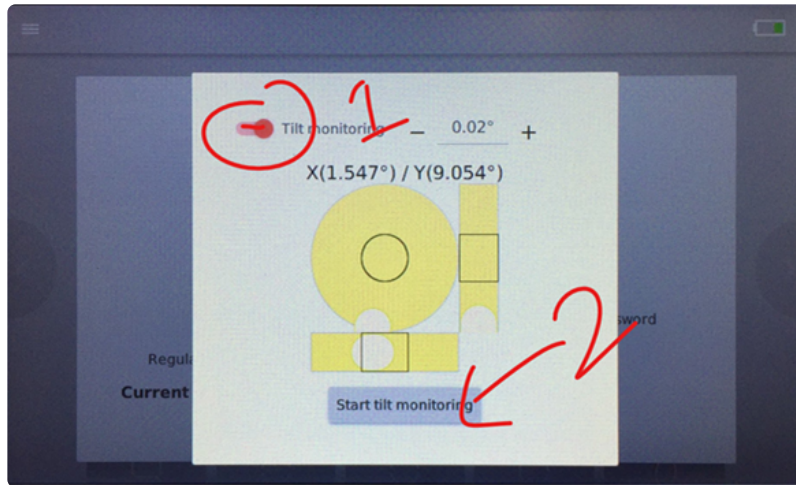 Tilt monitoring
1
− 0.02° +
X(1.547°) / Y(9.054°)
2
sword
Regula
Current
Start tilt monitoring